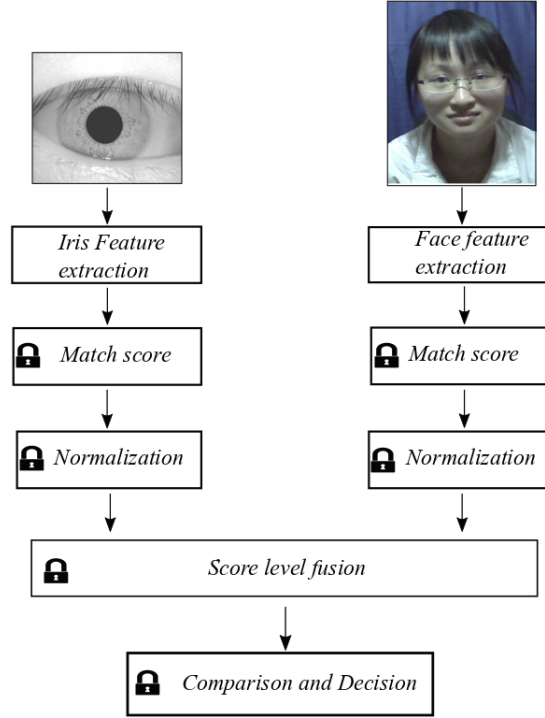 Iris Feature
extraction
Face feature
extraction
Match score
Match score
Normalization
Normalization
Score level fusion
Comparison and Decision